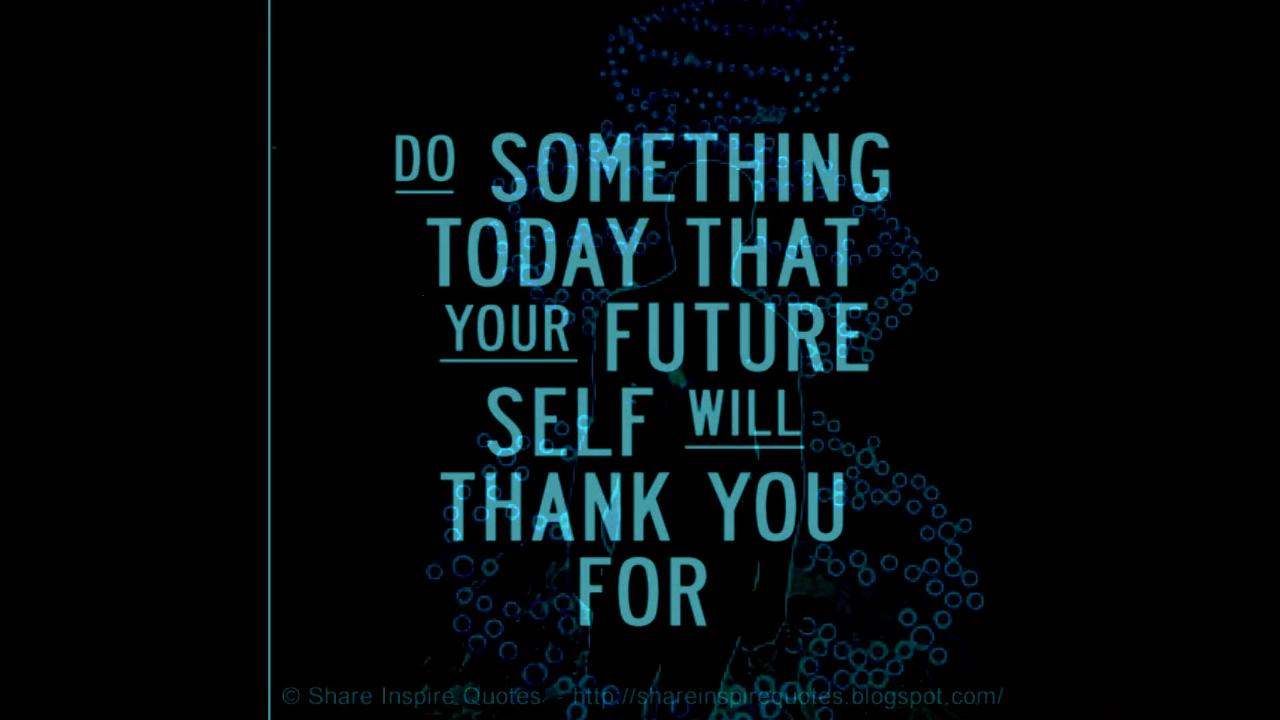 DO SOMETHING
TODAY THAT
YOUR FUTURE
SELF WILL
THANK YOU
FOR
© Share Inspire Quotes - http://shareinspirequotes.blogspot.com/